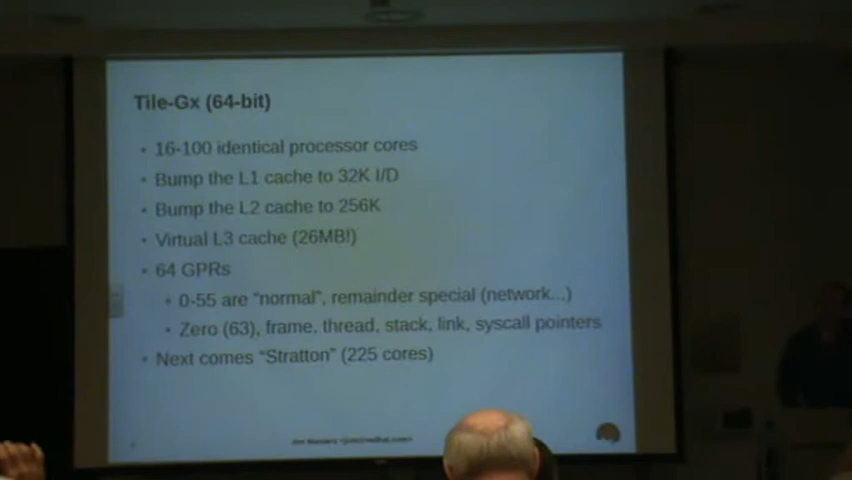 Tile-Gx (64-bit)
• 16-100 identical processor cores
• Bump the L1 cache to 32K I/D
• Bump the L2 cache to 256K
• Virtual L3 cache (26MB!)
• 64 GPRs
• 0-55 are “normal”, remainder special (network...)
• Zero (63), frame, thread, stack, link, syscall pointers
• Next comes “Stratton” (225 cores)